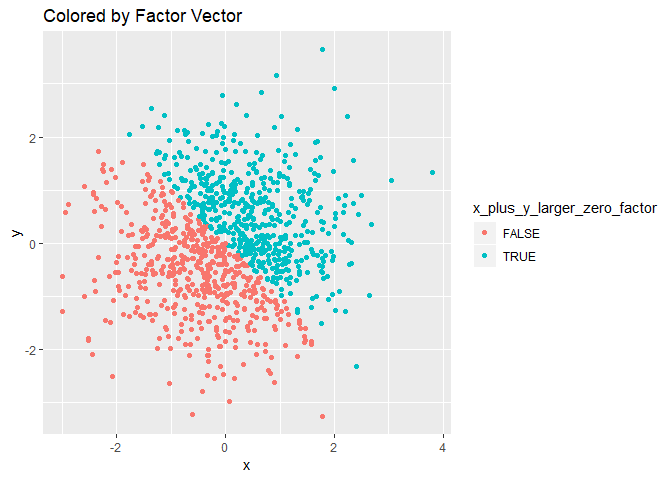 Colored by Factor Vector
2
0
-2
y
-2
0
2
4
x
x_plus_y_larger_zero_factor
FALSE
TRUE